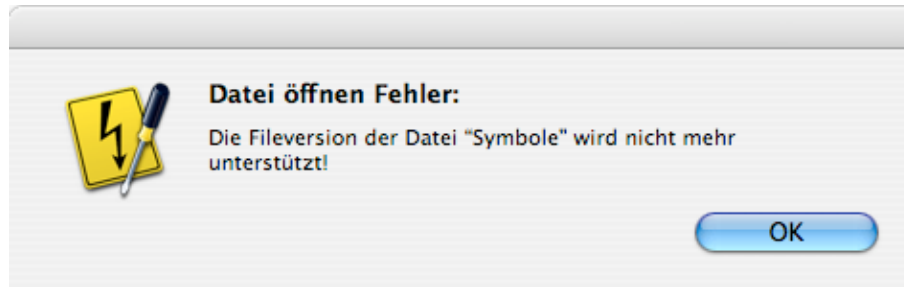 Datei öffnen Fehler:
Die Fileversion der Datei “Symbole” wird nicht mehr
unterstützt!
OK